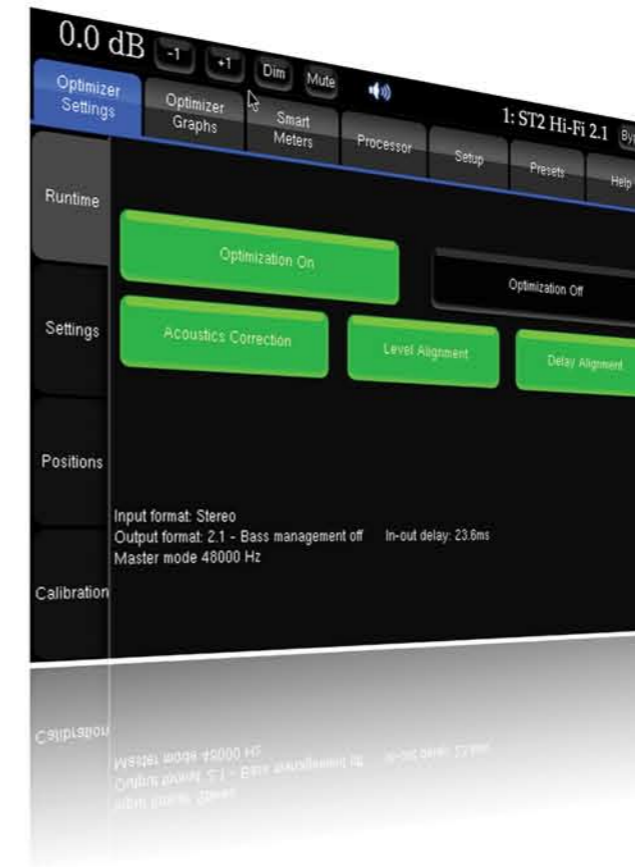 0.0 dB -1 +1 Dim Mute 1: ST2 Hi-Fi 2.1
Optimizer Settings
Optimizer Graphs
Smart Meters
Processor
Setup
Presets
Help
Runtime
Optimization On
Optimization Off
Settings
Acoustics Correction
Level Alignment
Delay Alignment
Positions
Input format: Stereo
Output format: 2.1 - Bass management off In-out delay: 23.6ms
Master mode 48000 Hz
Calibration